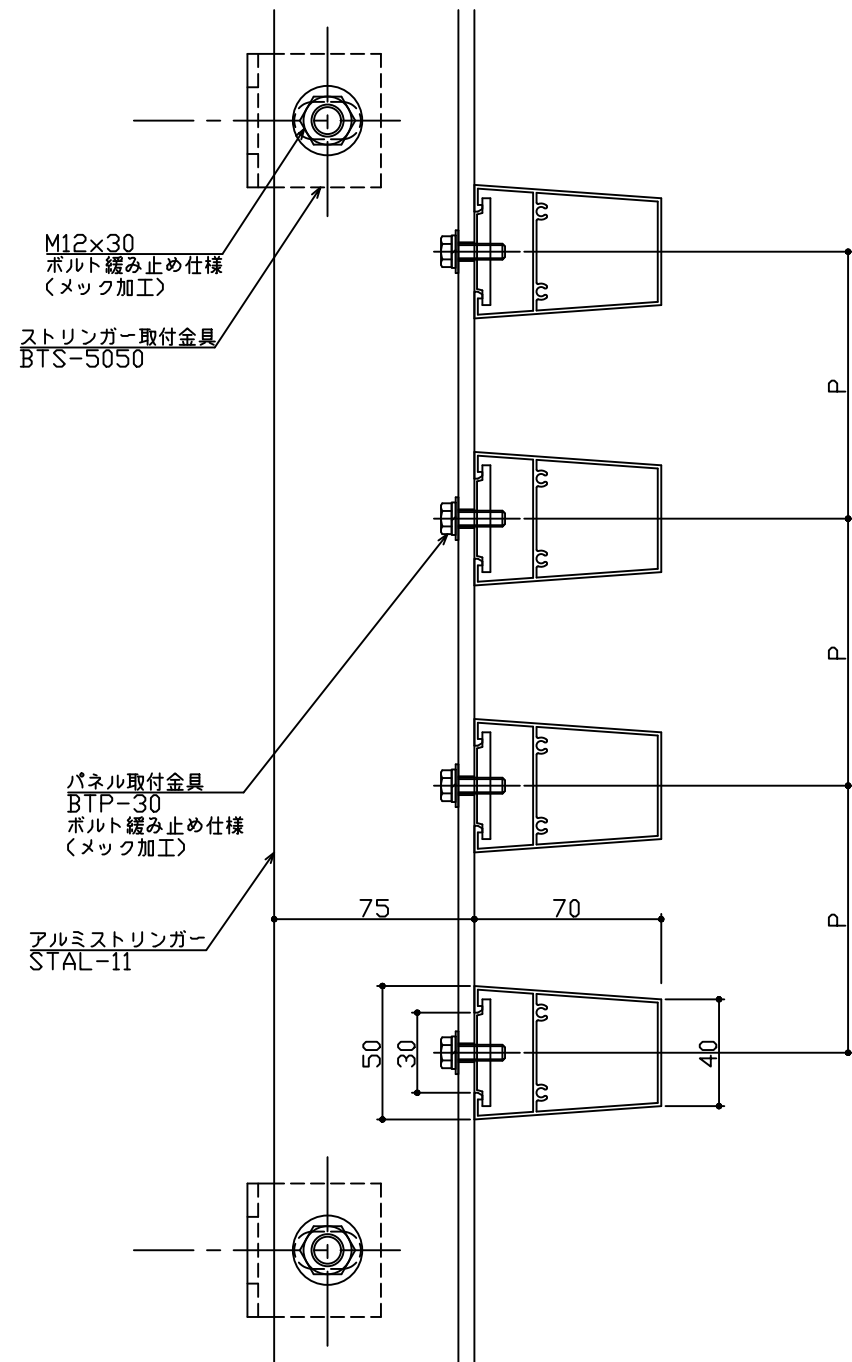 M12x30
ボルト緩み止め仕様
(メック加工)
ストリンガー取付金具
BTS-5050
P
P
パネル取付金具
BTP-30
ボルト緩み止め仕様
(メック加工)
75
70
P
アルミストリンガー
STAL-11
50
30
40